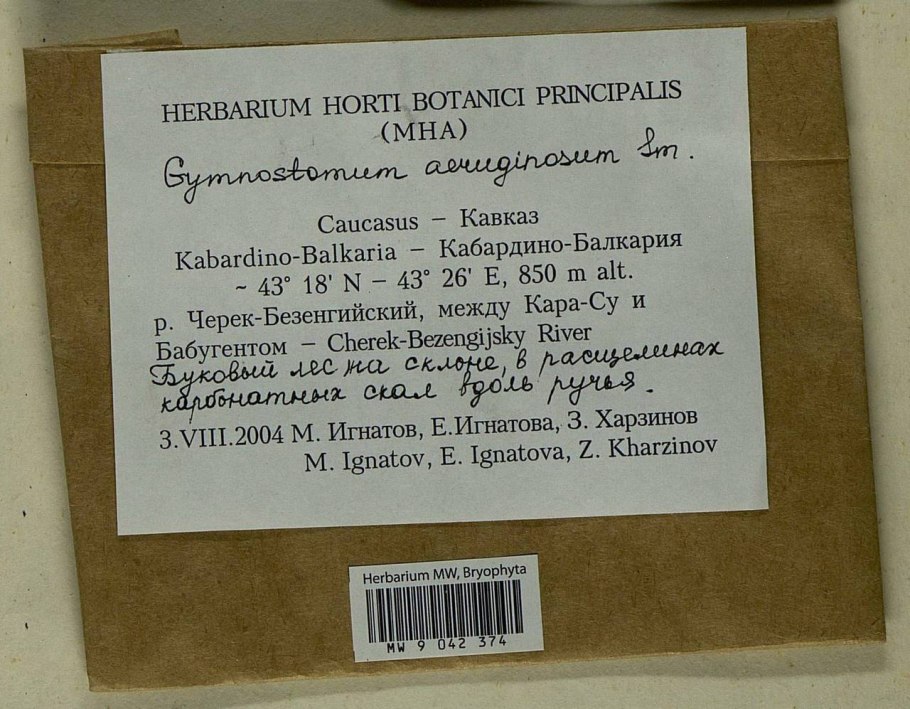 HERBARIUM HORTI BOTANICI PRINCIPALIS
(MHA)
Gymnostomum aeruginosum Sm.
Caucasus – Кавказ
Kabardino-Balkaria – Кабардино-Балкария
~ 43° 18' N – 43° 26' E, 850 m alt.
р. Черек-Безенгийский, между Кара-Су и
Бабугентом – Cherek-Bezengijsky River
Буковый лес на склоне, в расщелинах
карбонатных скал вдоль ручья.
3.VIII.2004 М. Игнатов, Е.Игнатова, З. Харзинов
M. Ignatov, E. Ignatova, Z. Kharzinov
Herbarium MW, Bryophyta
MW 9 042 374